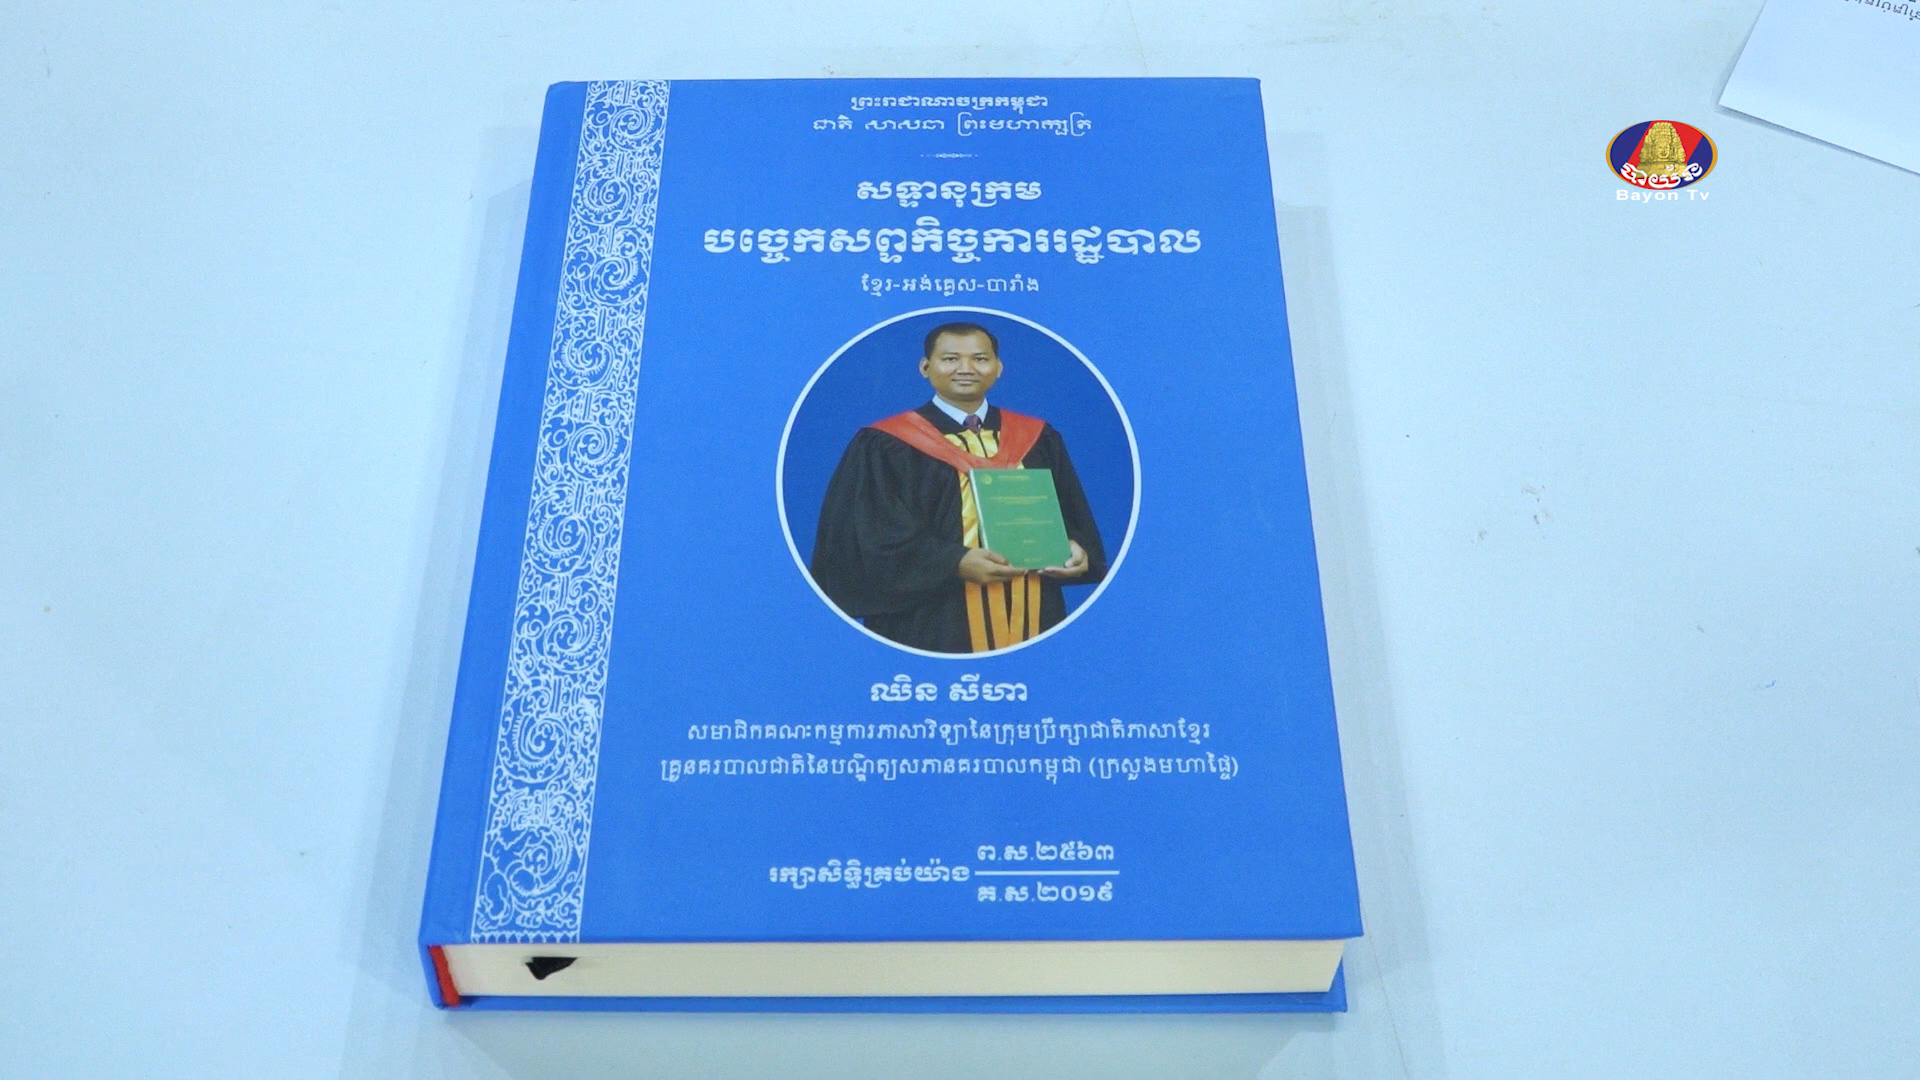 ព្រះរាជាណាចក្រកម្ពុជា
ជាតិ សាសនា ព្រះមហាក្សត្រ
សទ្ទានុក្រម
បច្ចេកសព្ទកិច្ចការរដ្ឋបាល
ខ្មែរ-អង់គ្លេស-បារាំង
ឈិន សីហា
សមាជិកគណៈកម្មការភាសាវិទ្យានៃក្រុមប្រឹក្សាជាតិភាសាខ្មែរ
គ្រូនគរបាលជាតិនៃបណ្ឌិត្យសភានគរបាលកម្ពុជា (ក្រសួងមហាផ្ទៃ)
រក្សាសិទ្ធិគ្រប់យ៉ាង
ព.ស.២៥៦៣
គ.ស.២០១៩
បាយ័ន
Bayon Tv